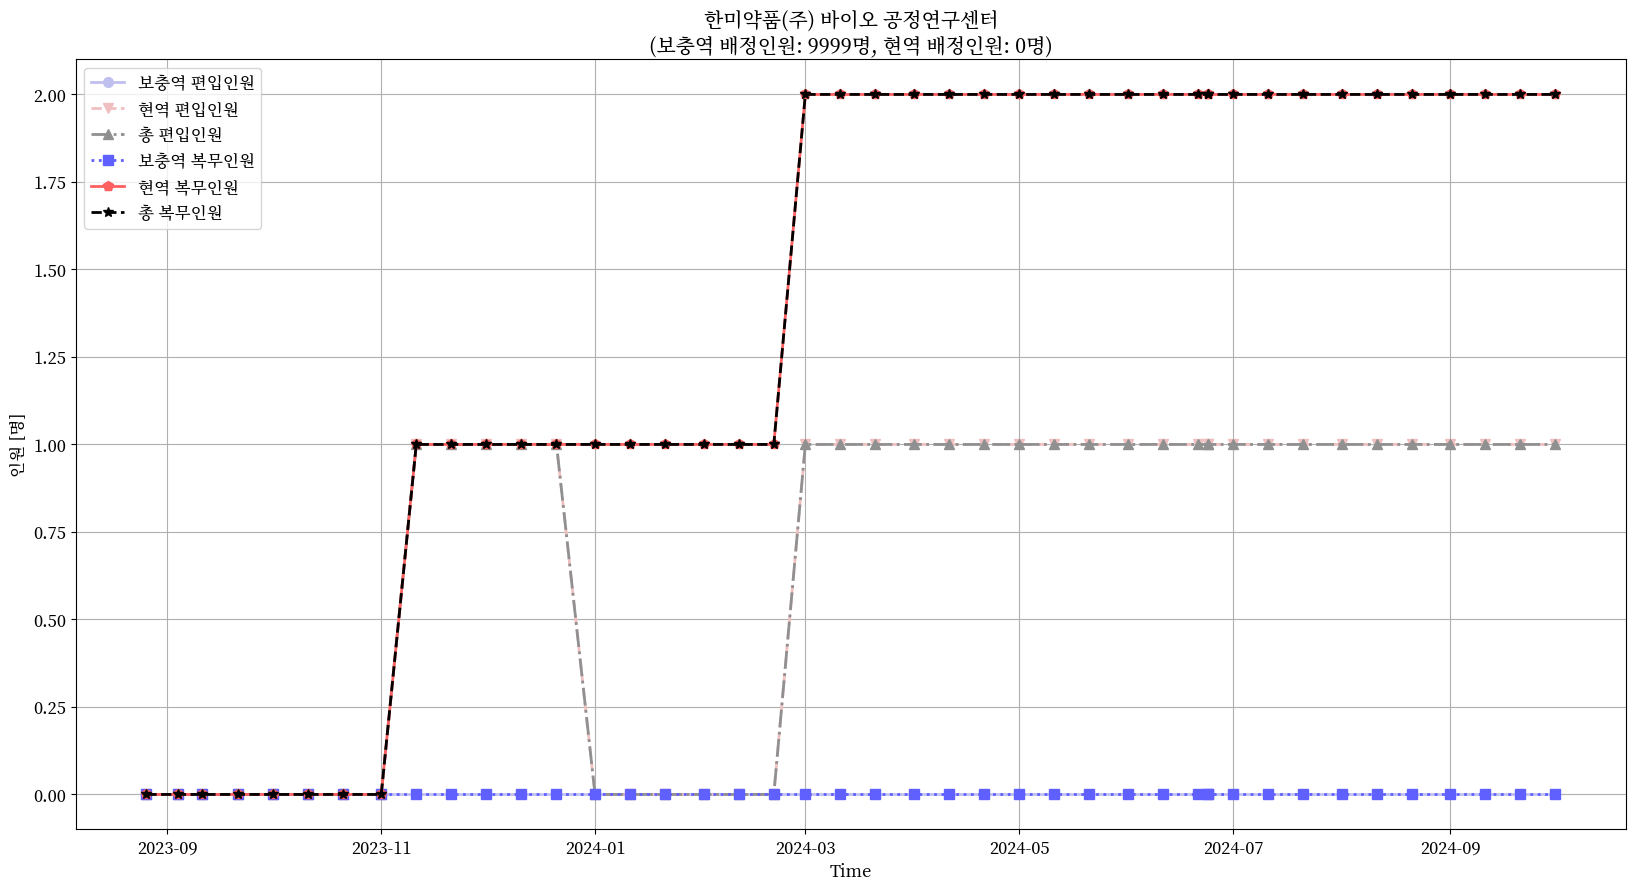 한미약품(주) 바이오 공정연구센터
(보충역 배정인원: 9999명, 현역 배정인원: 0명)
보충역 편입인원
현역 편입인원
총 편입인원
보충역 복무인원
현역 복무인원
총 복무인원
2.00
1.75
1.50
1.25
1.00
0.75
0.50
0.25
0.00
인원 [명]
2023-09
2023-11
2024-01
2024-03
2024-05
2024-07
2024-09
Time